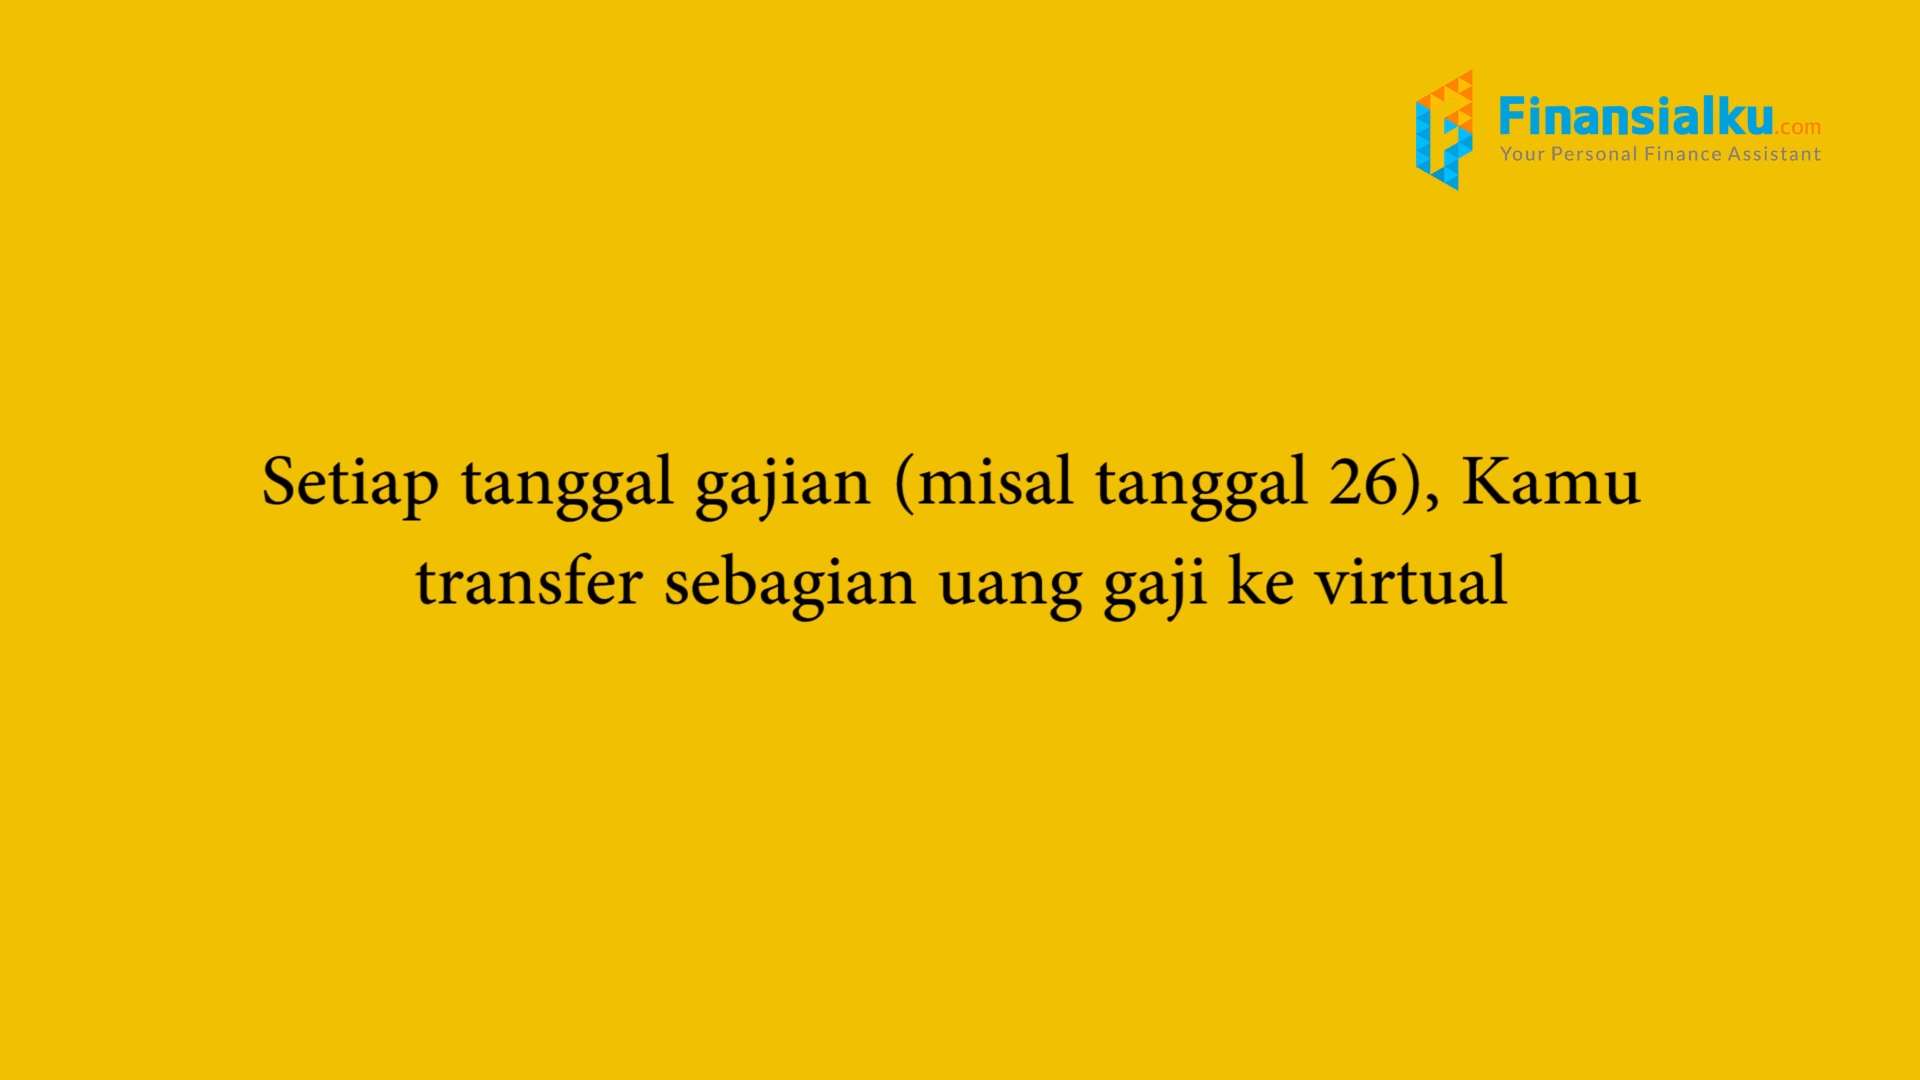 Finansialku.com
Your Personal Finance Assistant
Setiap tanggal gajian (misal tanggal 26), Kamu
transfer sebagian uang gaji ke virtual